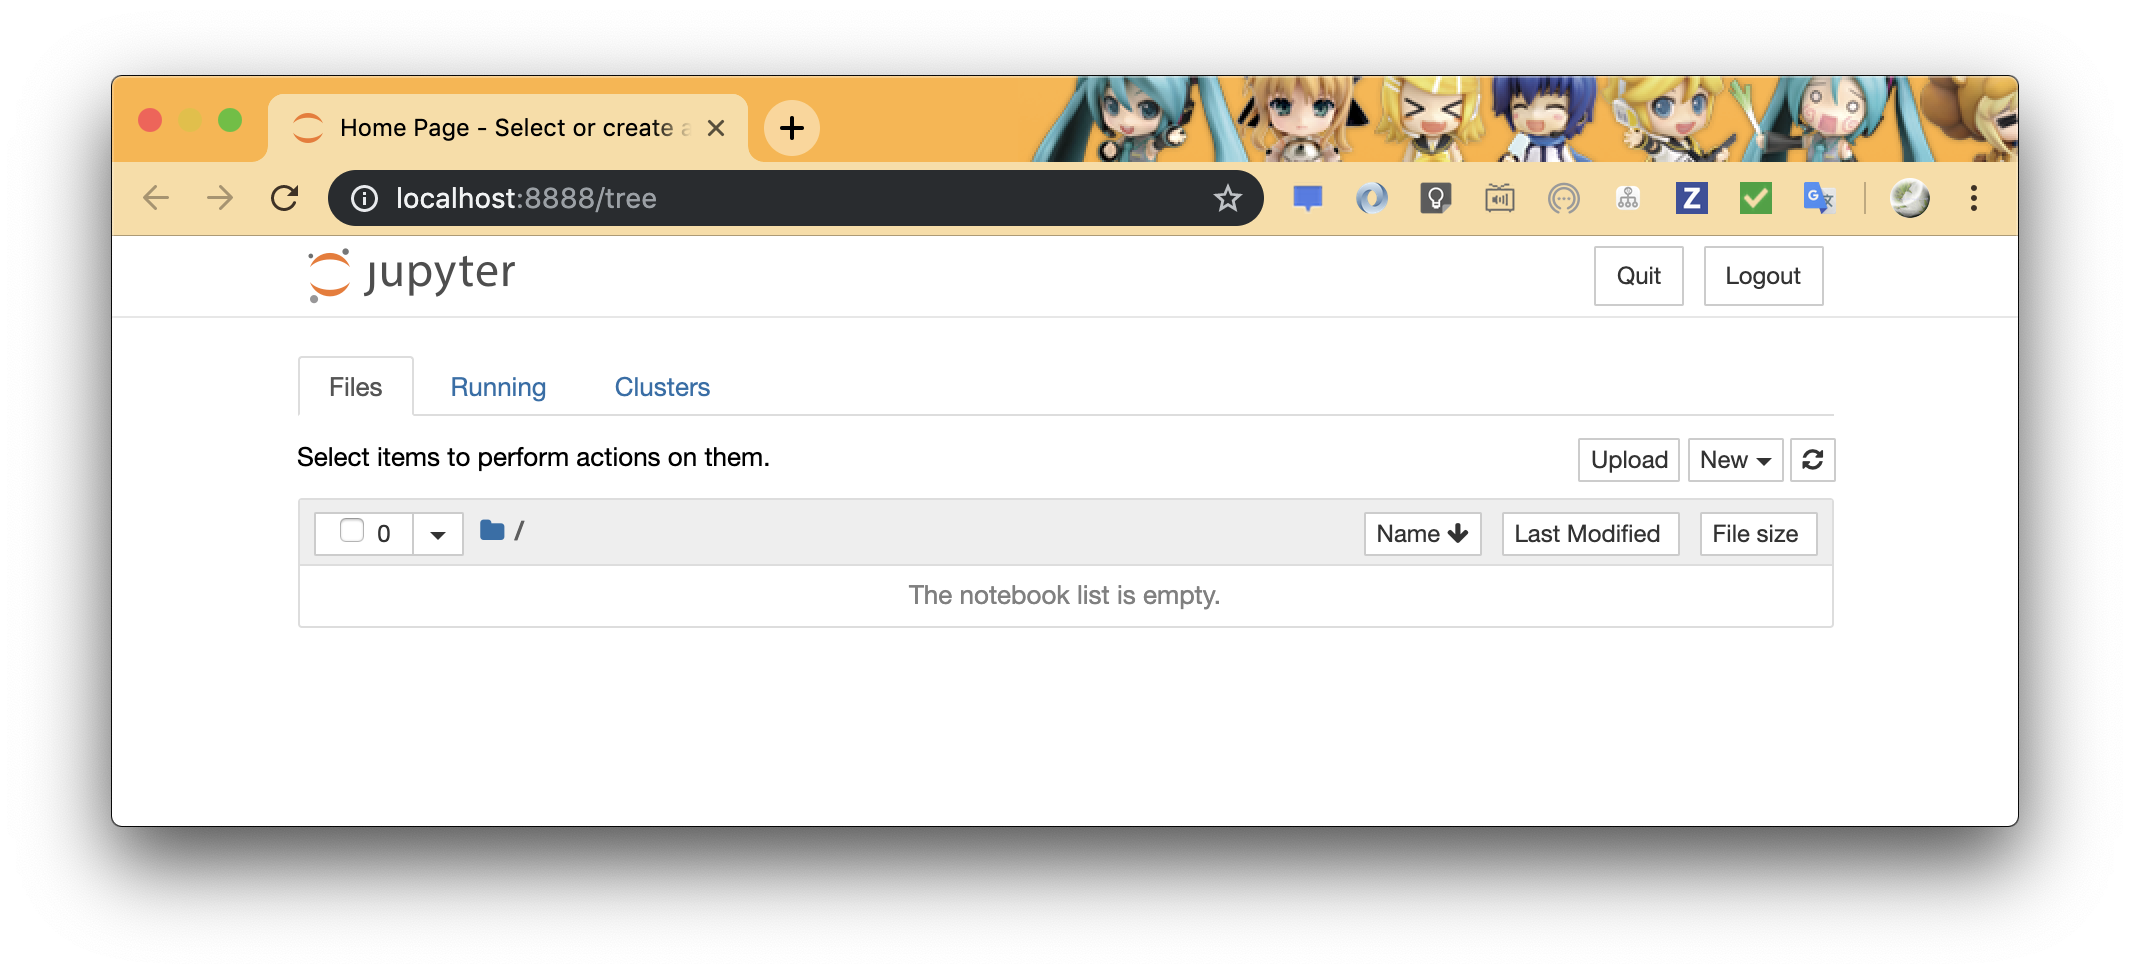 Home Page - Select or create a
localhost:8888/tree
jupyter
Quit
Logout
Files
Running
Clusters
Select items to perform actions on them.
Upload
New
0
/
Name
Last Modified
File size
The notebook list is empty.